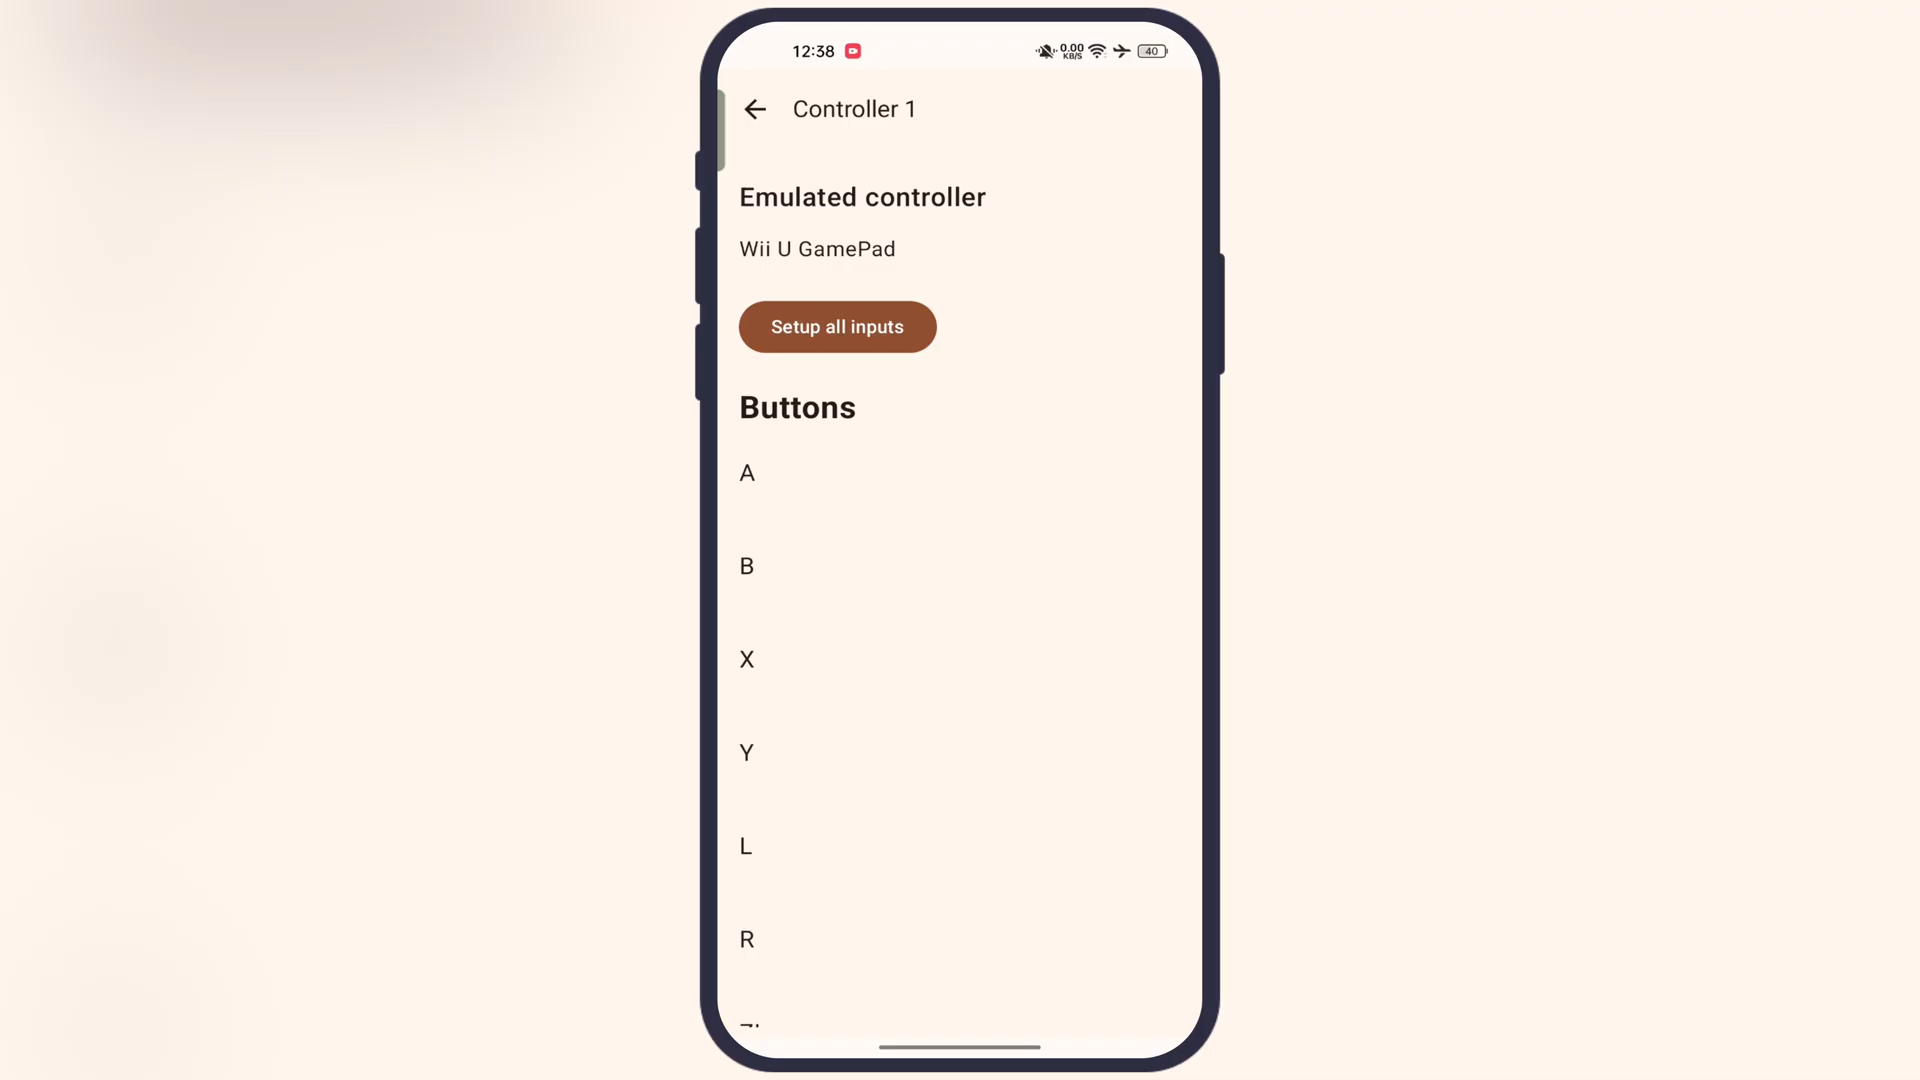 12:38 0.00 KB/S 40
Controller 1
Emulated controller
Wii U GamePad
Setup all inputs
Buttons
A
B
X
Y
L
R